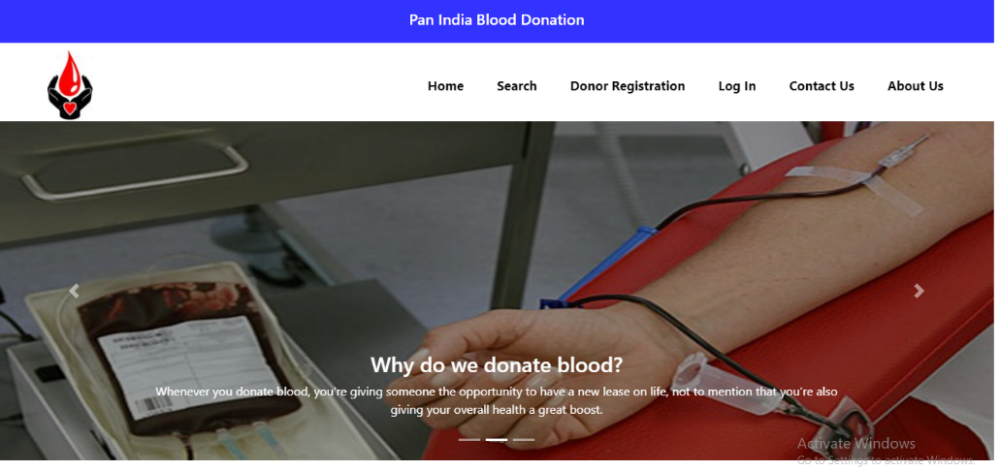 Pan India Blood Donation
Home Search Donor Registration Log In Contact Us About Us
Why do we donate blood?
Whenever you donate blood, you're giving someone the opportunity to have a new lease on life, not to mention that you're also
giving your overall health a great boost.
Activate Windows
Go to Settings to activate Windows.